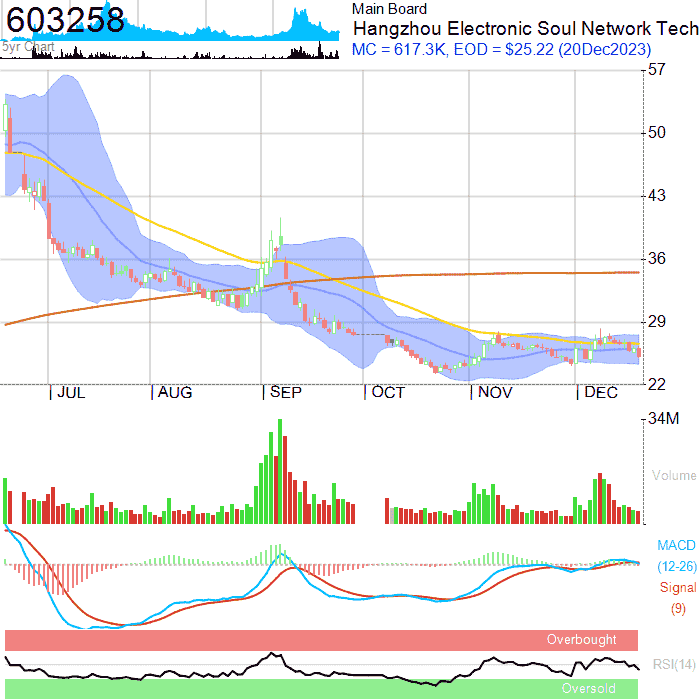 603258
5yr Chart
Main Board
Hangzhou Electronic Soul Network Tech
MC = 617.3K, EOD = $25.22 (20Dec2023)
57
50
43
36
29
22
JUL
AUG
SEP
OCT
NOV
DEC
34M
Volume
MACD
(12-26)
Signal
(9)
Overbought
RSI(14)
Oversold